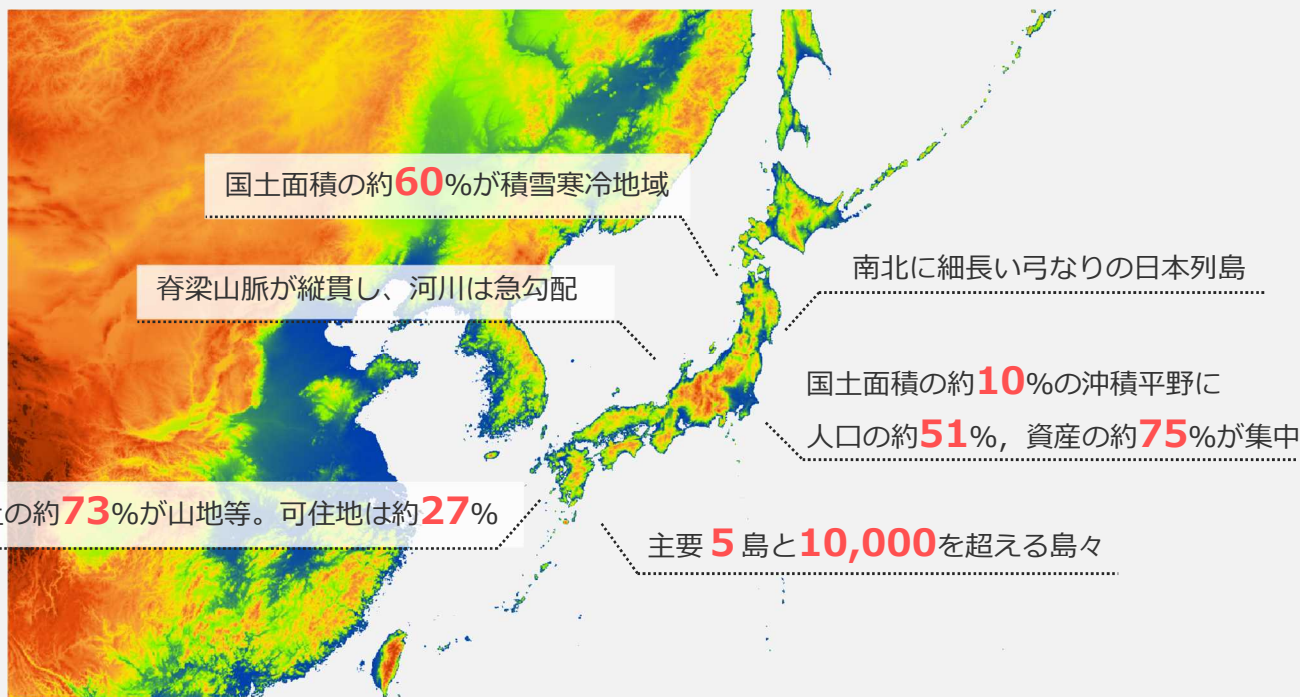 国土面積の約60%が積雪寒冷地域
脊梁山脈が縦貫し、河川は急勾配
南北に細長い弓なりの日本列島
国土面積の約10%の沖積平野に
人口の約51%，資産の約75%が集中
の約73%が山地等。可住地は約27%
主要5島と10,000を超える島々